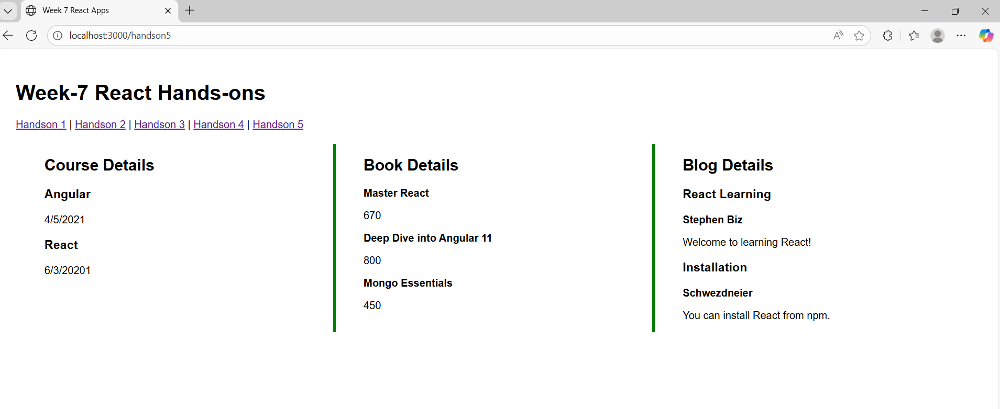 Week 7 React Apps
localhost:3000/handson5
Week-7 React Hands-ons
Handson 1 | Handson 2 | Handson 3 | Handson 4 | Handson 5
Course Details
Angular
4/5/2021
React
6/3/20201
Book Details
Master React
670
Deep Dive into Angular 11
800
Mongo Essentials
450
Blog Details
React Learning
Stephen Biz
Welcome to learning React!
Installation
Schwezdneier
You can install React from npm.